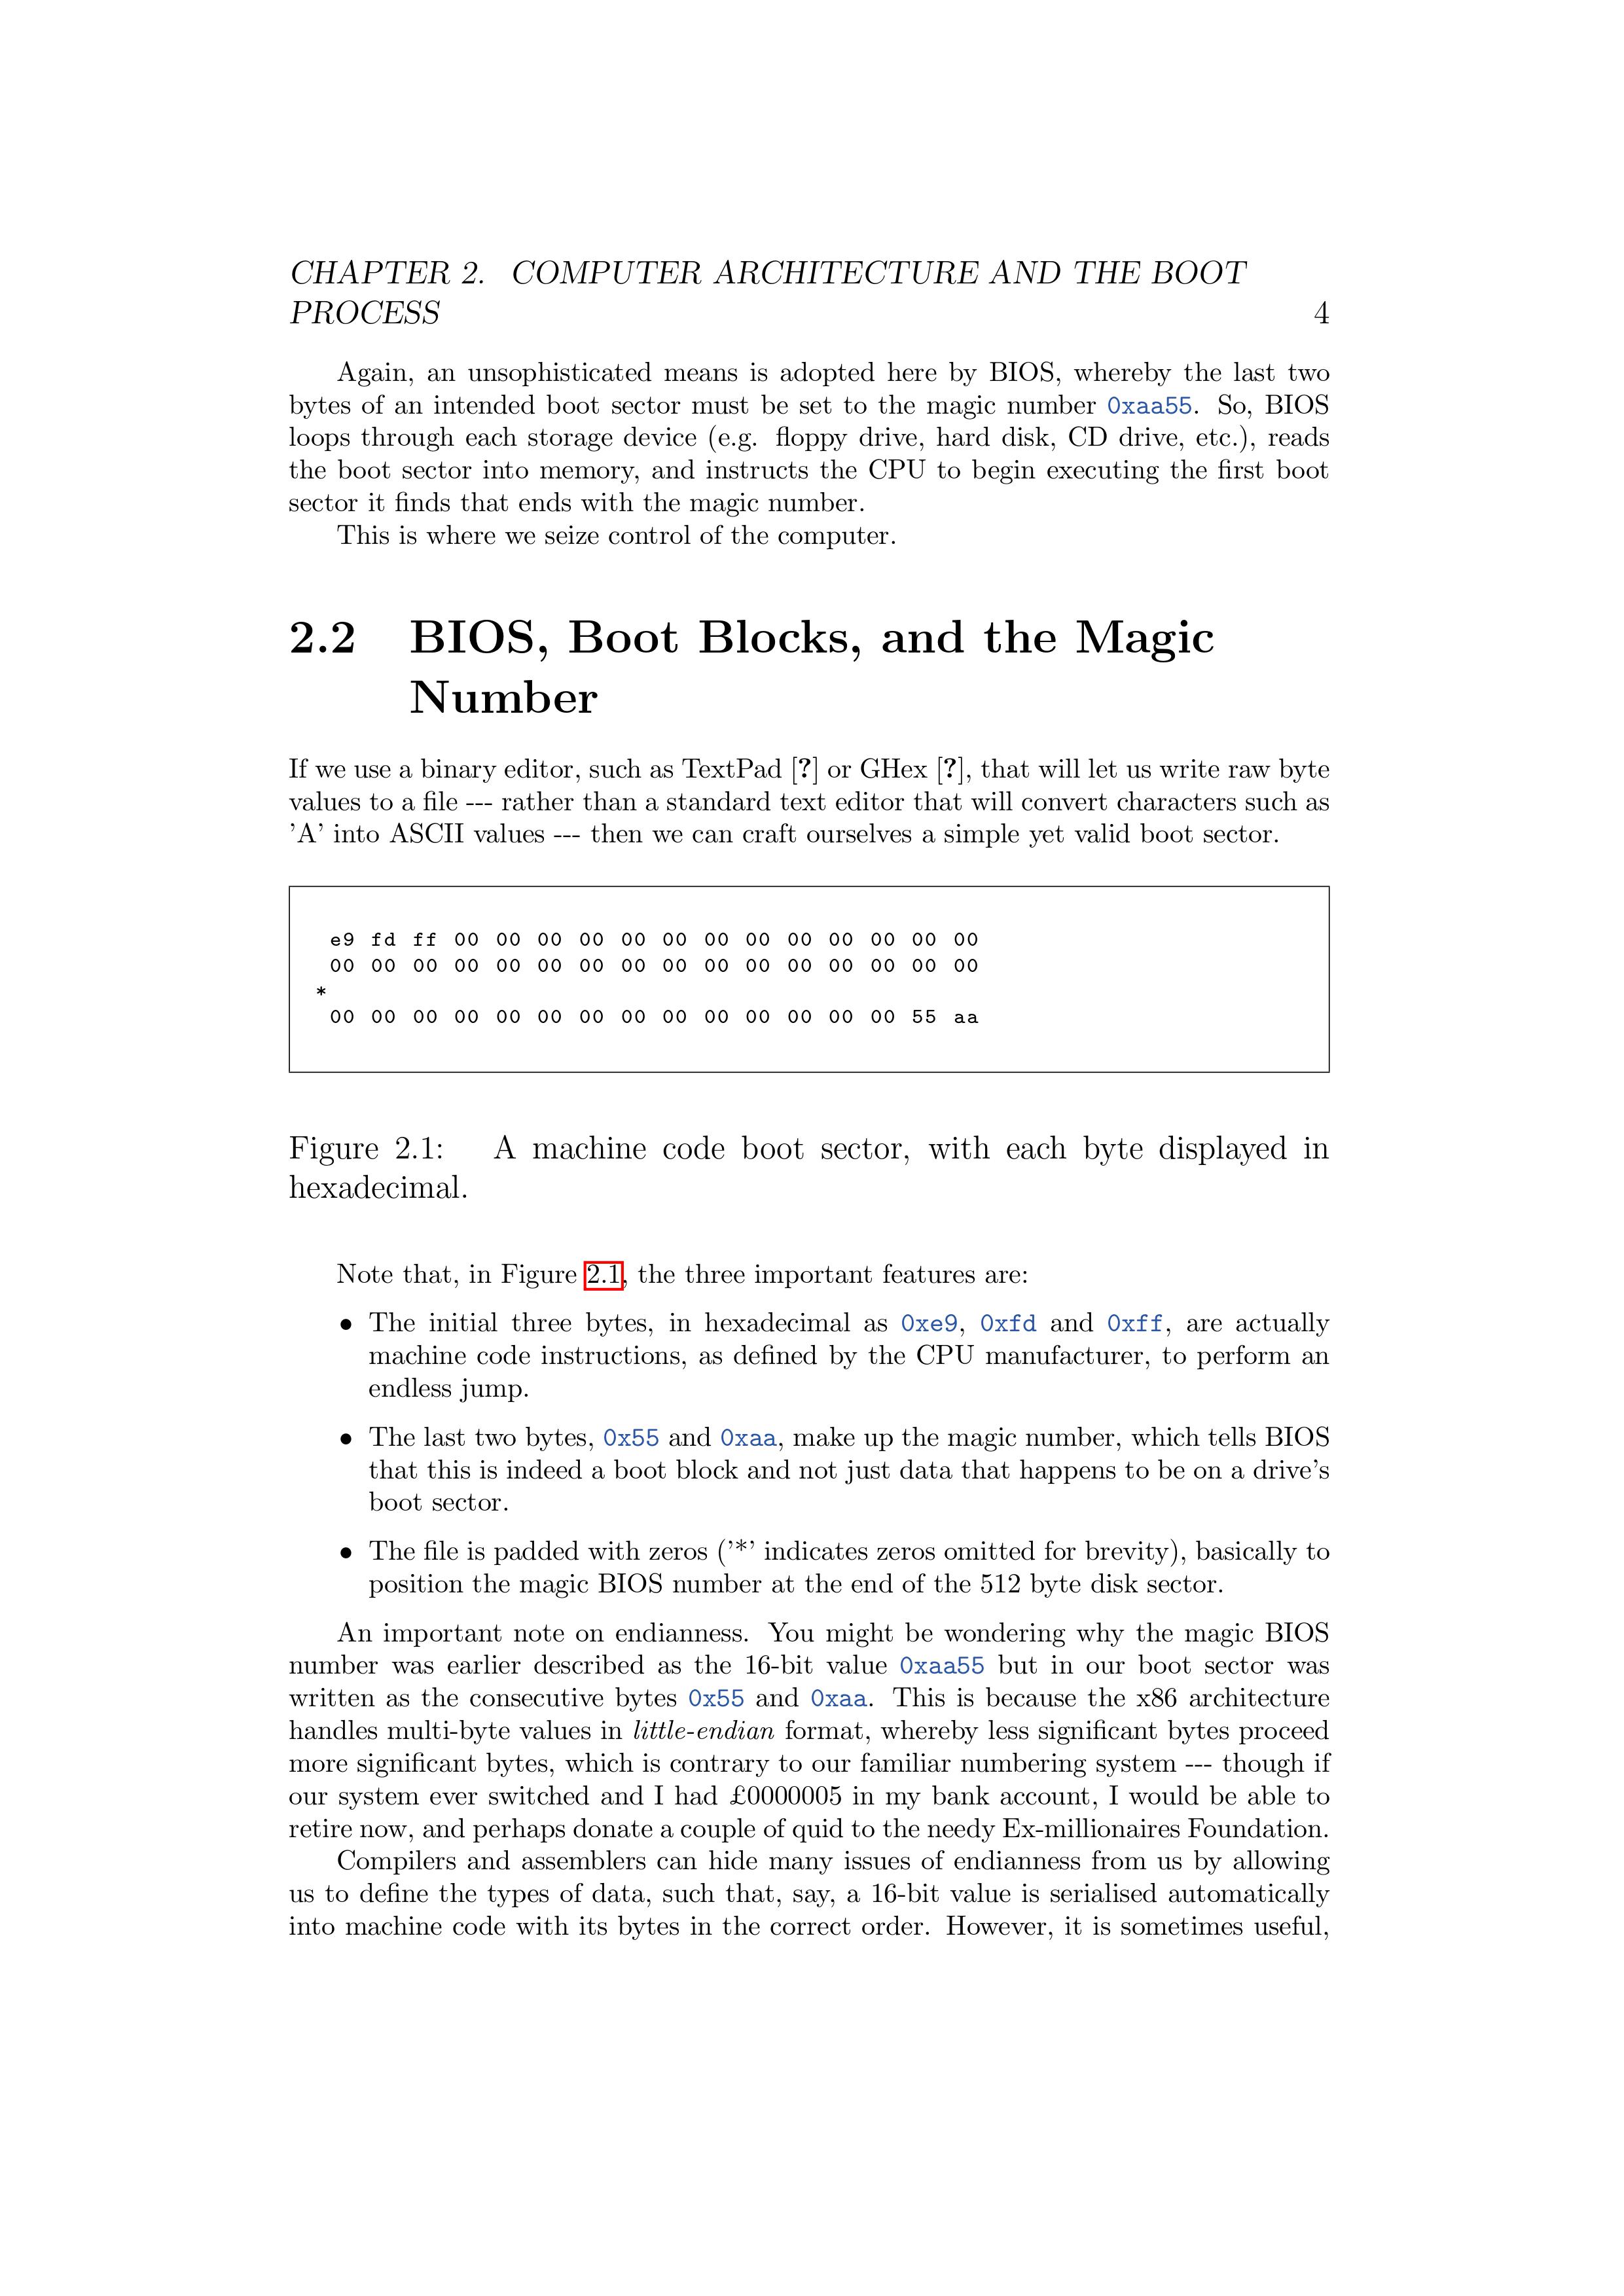 CHAPTER 2. COMPUTER ARCHITECTURE AND THE BOOT
PROCESS 4
Again, an unsophisticated means is adopted here by BIOS, whereby the last two
bytes of an intended boot sector must be set to the magic number 0xaa55. So, BIOS
loops through each storage device (e.g. floppy drive, hard disk, CD drive, etc.), reads
the boot sector into memory, and instructs the CPU to begin executing the first boot
sector it finds that ends with the magic number.
This is where we seize control of the computer.
2.2 BIOS, Boot Blocks, and the Magic
Number
If we use a binary editor, such as TextPad [?] or GHex [?], that will let us write raw byte
values to a file --- rather than a standard text editor that will convert characters such as
’A’ into ASCII values --- then we can craft ourselves a simple yet valid boot sector.
e9 fd ff 00 00 00 00 00 00 00 00 00 00 00 00 00
00 00 00 00 00 00 00 00 00 00 00 00 00 00 00 00
*
00 00 00 00 00 00 00 00 00 00 00 00 00 00 55 aa
Figure 2.1: A machine code boot sector, with each byte displayed in
hexadecimal.
Note that, in Figure 2.1, the three important features are:
• The initial three bytes, in hexadecimal as 0xe9, 0xfd and 0xff, are actually
machine code instructions, as defined by the CPU manufacturer, to perform an
endless jump.
• The last two bytes, 0x55 and 0xaa, make up the magic number, which tells BIOS
that this is indeed a boot block and not just data that happens to be on a drive’s
boot sector.
• The file is padded with zeros (’*’ indicates zeros omitted for brevity), basically to
position the magic BIOS number at the end of the 512 byte disk sector.
An important note on endianness. You might be wondering why the magic BIOS
number was earlier described as the 16-bit value 0xaa55 but in our boot sector was
written as the consecutive bytes 0x55 and 0xaa. This is because the x86 architecture
handles multi-byte values in little-endian format, whereby less significant bytes proceed
more significant bytes, which is contrary to our familiar numbering system --- though if
our system ever switched and I had £0000005 in my bank account, I would be able to
retire now, and perhaps donate a couple of quid to the needy Ex-millionaires Foundation.
Compilers and assemblers can hide many issues of endianness from us by allowing
us to define the types of data, such that, say, a 16-bit value is serialised automatically
into machine code with its bytes in the correct order. However, it is sometimes useful,